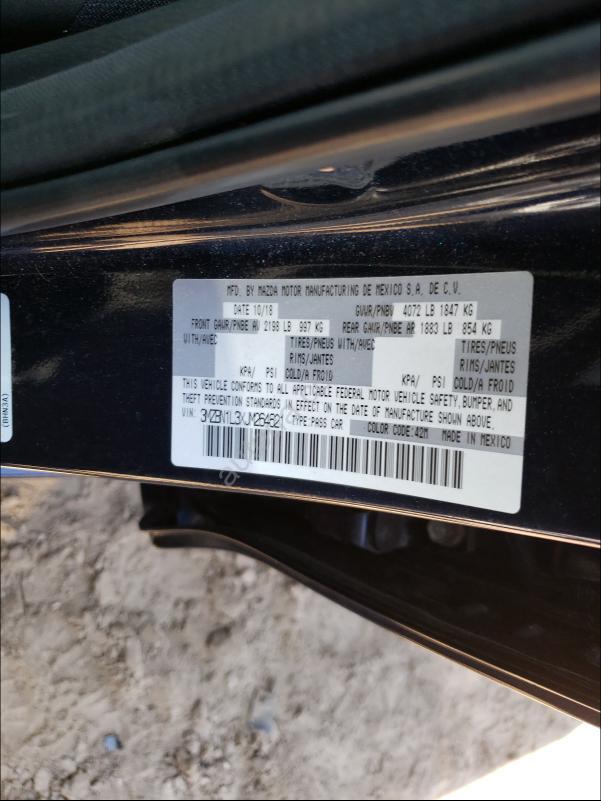 MFD. BY MAZDA MOTOR MANUFACTURING DE MEXICO S.A. DE C.V.
DATE 10/18 GVWR/PNBV 4072 LB 1847 KG
FRONT GAWR/PNBE AV 2198 LB 997 KG REAR GAWR/PNBE AR 1883 LB 854 KG
WITH/AVEC TIRES/PNEUS WITH/AVEC TIRES/PNEUS
RIMS/JANTES RIMS/JANTES
KPA/ PSI COLD/A FROID KPA/ PSI COLD/A FROID
THIS VEHICLE CONFORMS TO ALL APPLICABLE FEDERAL MOTOR VEHICLE SAFETY, BUMPER, AND
THEFT PREVENTION STANDARDS IN EFFECT ON THE DATE OF MANUFACTURE SHOWN ABOVE.
VIN: TYPE: PASS CAR COLOR CODE: 42M MADE IN MEXICO
(BHN3A)